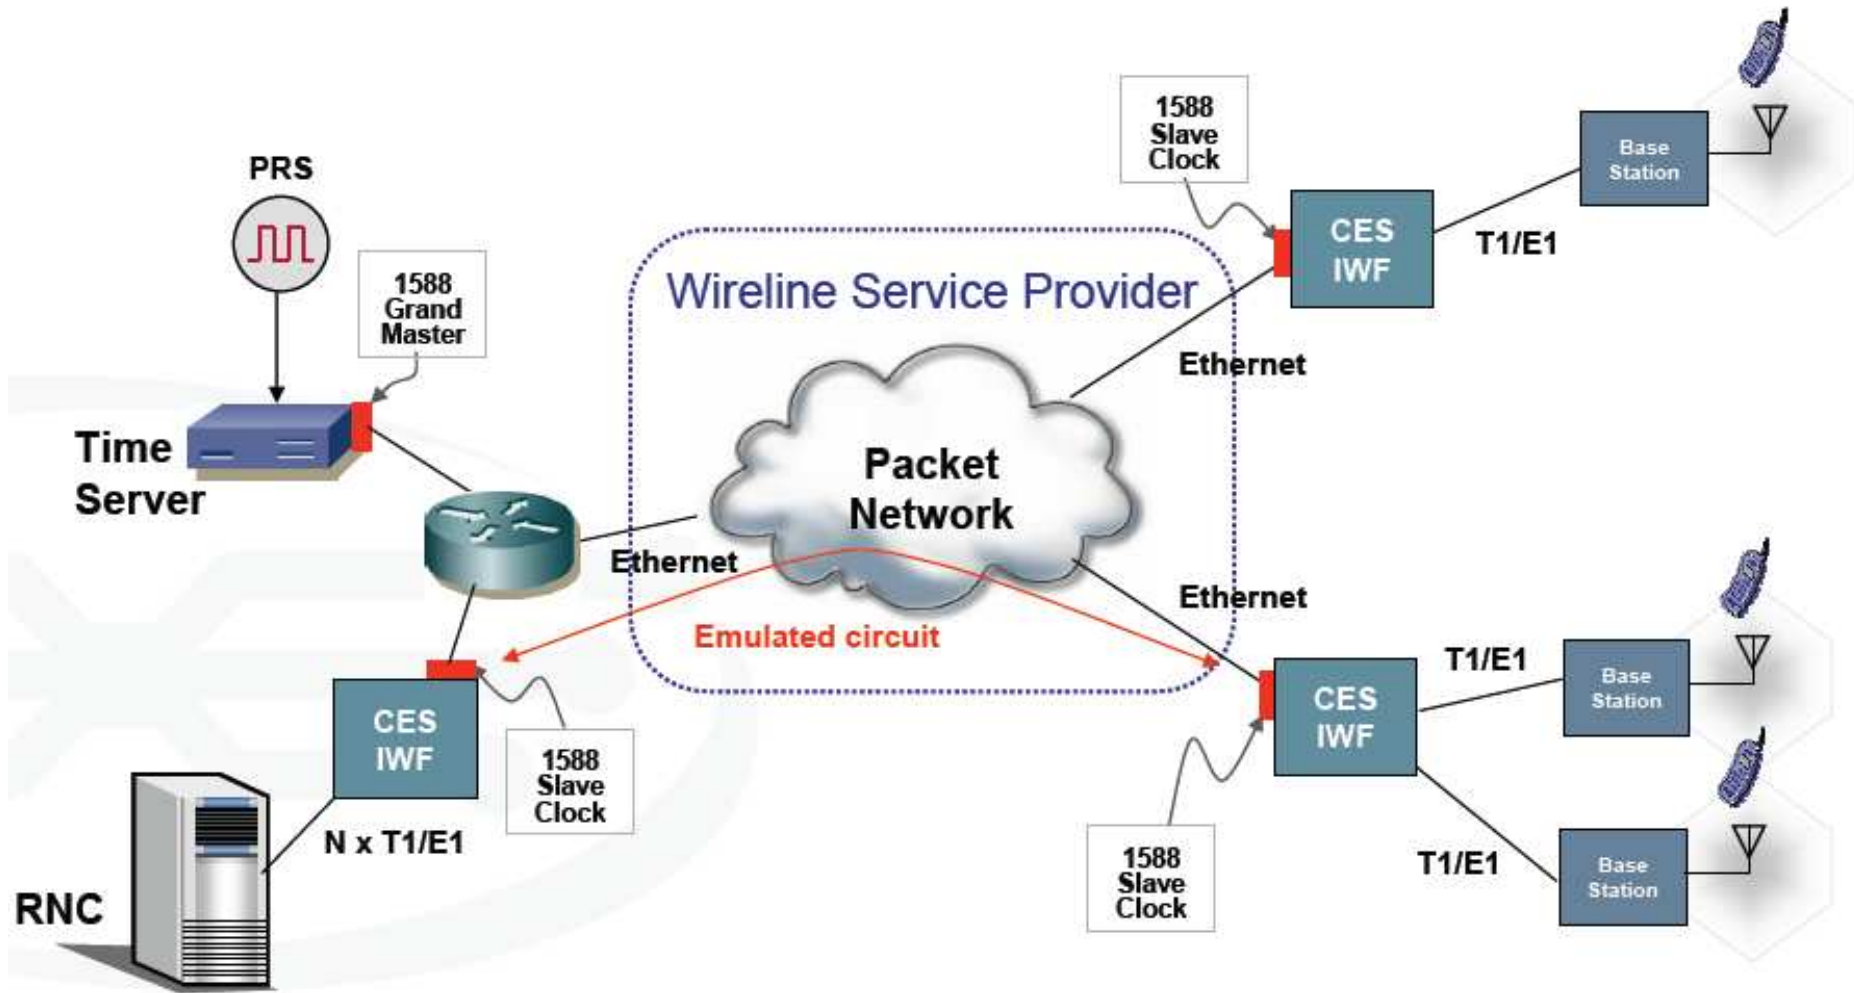 PRS
1588
Grand
Master
Time
Server
Wireline Service Provider
Packet
Network
Ethernet
Emulated circuit
Ethernet
Ethernet
1588
Slave
Clock
CES
IWF
T1/E1
Base
Station
CES
IWF
1588
Slave
Clock
N x T1/E1
RNC
CES
IWF
1588
Slave
Clock
T1/E1
Base
Station
T1/E1
Base
Station